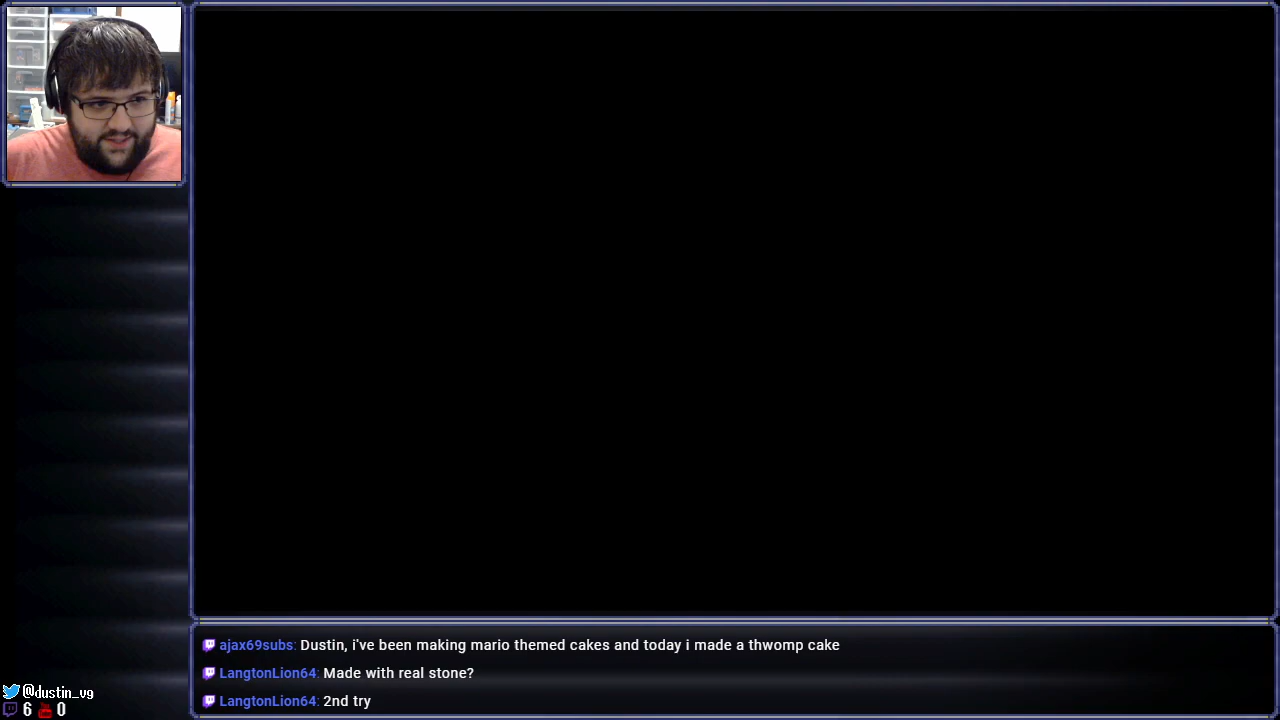 ajax69subs: Dustin, i've been making mario themed cakes and today i made a thwomp cake
LangtonLion64: Made with real stone?
LangtonLion64: 2nd try
@dustin_vg
6 0